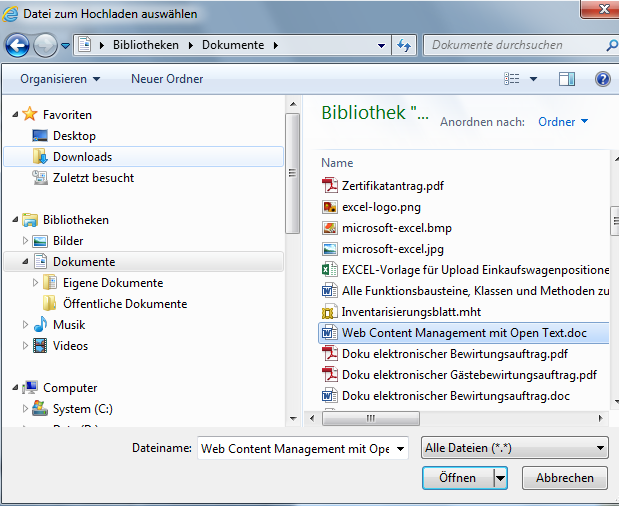 Datei zum Hochladen auswählen
Bibliotheken Dokumente
Dokumente durchsuchen
Organisieren Neuer Ordner
Favoriten
Desktop
Downloads
Zuletzt besucht
Bibliotheken
Bilder
Dokumente
Eigene Dokumente
Öffentliche Dokumente
Musik
Videos
Computer
System (C:)
Bibliothek "...
Anordnen nach: Ordner
Name
Zertifikatantrag.pdf
excel-logo.png
microsoft-excel.bmp
microsoft-excel.jpg
EXCEL-Vorlage für Upload Einkaufswagenpositione
Alle Funktionsbausteine, Klassen und Methoden zu
Inventarisierungsblatt.mht
Web Content Management mit Open Text.doc
Doku elektronischer Bewirtungsauftrag.pdf
Doku elektronischer Gästebewirtungsauftrag.pdf
Doku elektronischer Bewirtungsauftrag.doc
Dateiname: Web Content Management mit Ope
Alle Dateien (*.*)
Öffnen Abbrechen